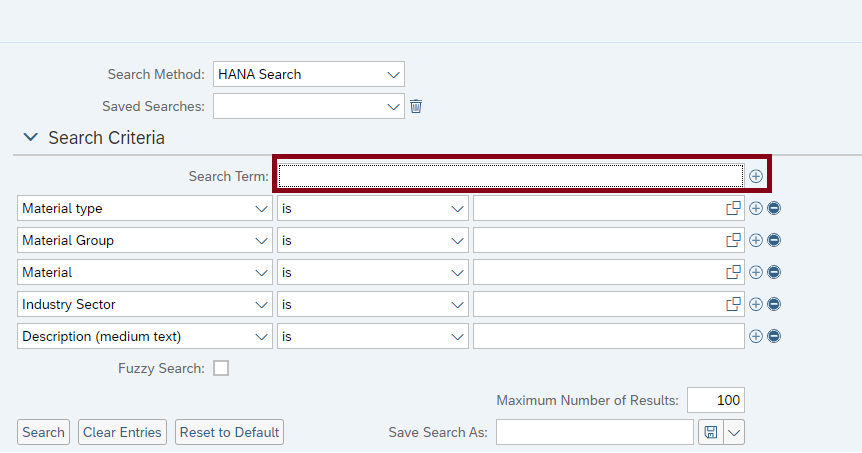 Search Method: HANA Search
Saved Searches:
Search Criteria
Search Term:
Material type is
Material Group is
Material is
Industry Sector is
Description (medium text) is
Fuzzy Search:
Maximum Number of Results: 100
Search Clear Entries Reset to Default Save Search As: